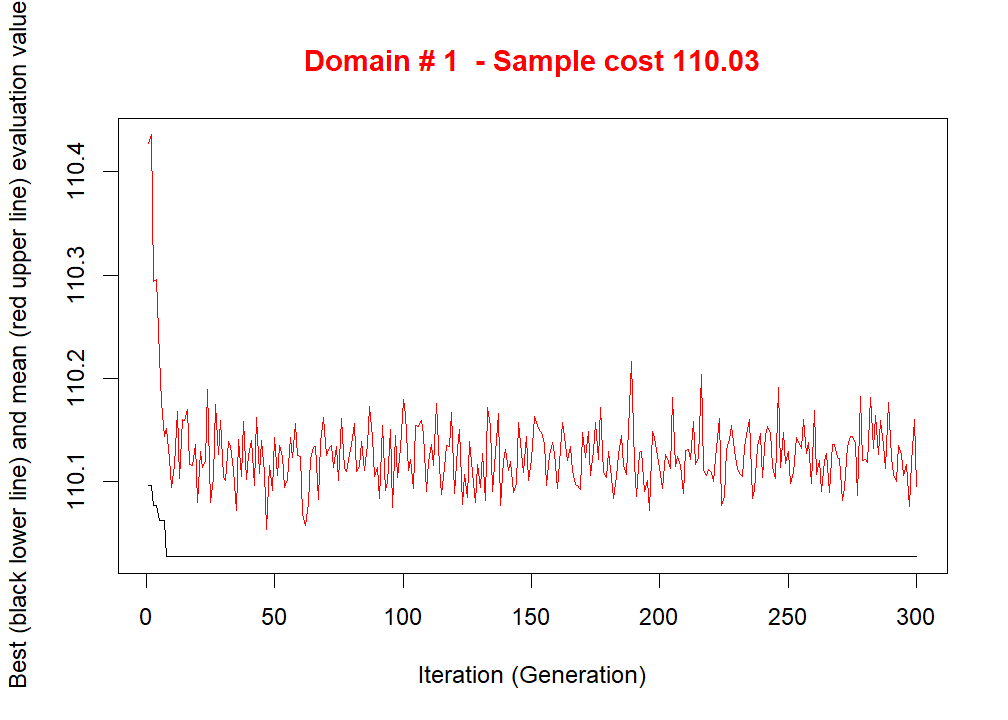 Domain # 1  - Sample cost 110.03
Best (black lower line) and mean (red upper line) evaluation value
110.4
110.3
110.2
110.1
0 50 100 150 200 250 300
Iteration (Generation)